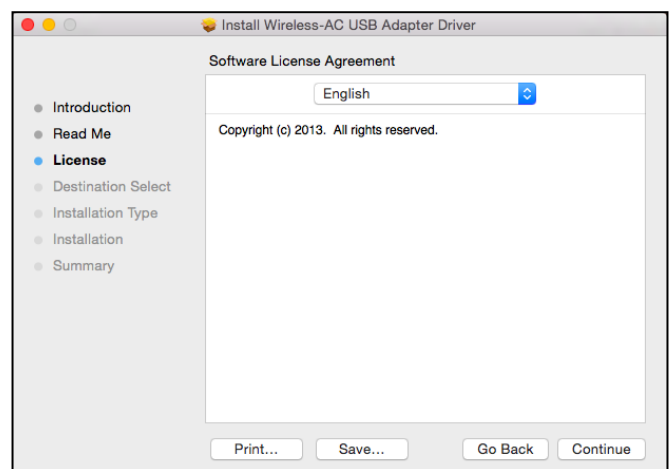 Install Wireless-AC USB Adapter Driver
Software License Agreement
English
Introduction
Read Me
License
Destination Select
Installation Type
Installation
Summary
Copyright (c) 2013.  All rights reserved.
Print...
Save...
Go Back
Continue